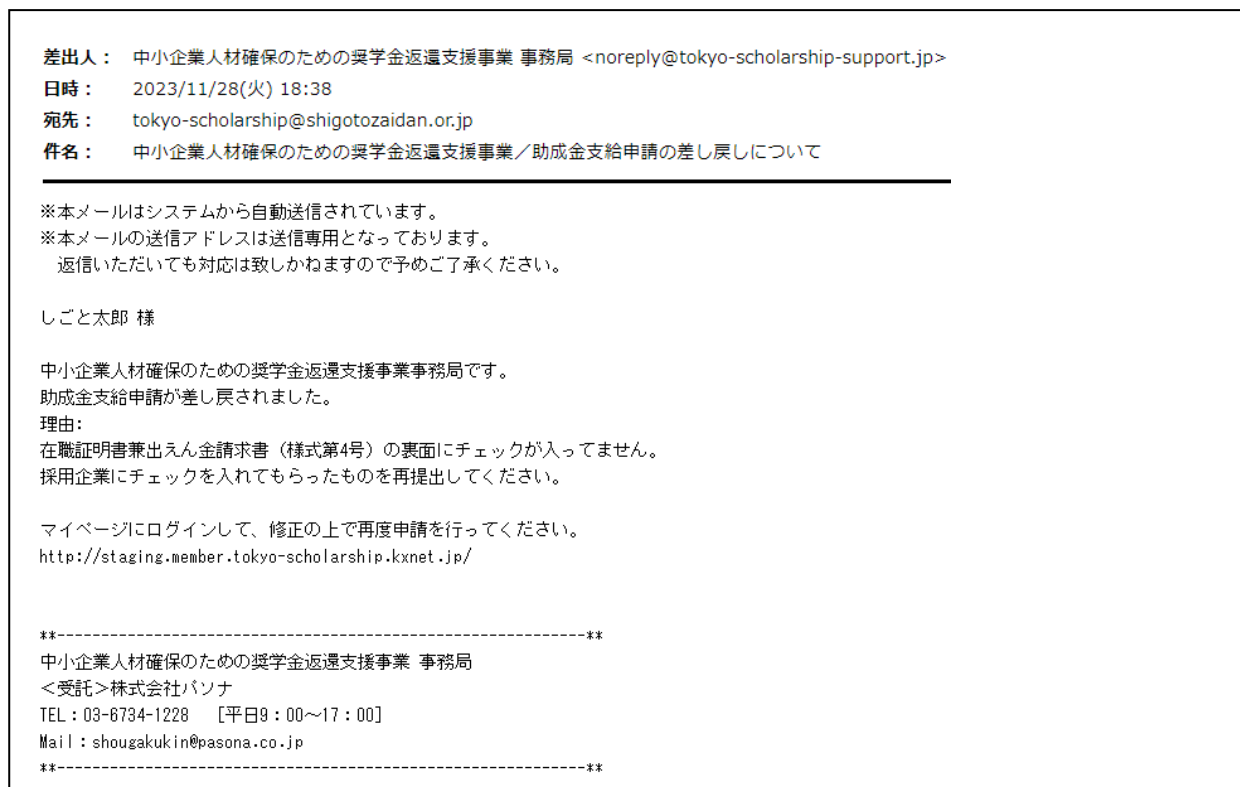 差出人： 中小企業人材確保のための奨学金返還支援事業 事務局 <noreply@tokyo-scholarship-support.jp>
日時： 2023/11/28(火) 18:38
宛先： tokyo-scholarship@shigotozaidan.or.jp
件名： 中小企業人材確保のための奨学金返還支援事業／助成金支給申請の差し戻しについて
※本メールはシステムから自動送信されています。
※本メールの送信アドレスは送信専用となっております。
返信いただいても対応は致しかねますので予めご了承ください。
しごと太郎 様
中小企業人材確保のための奨学金返還支援事業事務局です。
助成金支給申請が差し戻されました。
理由:
在職証明書兼出えん金請求書（様式第4号）の裏面にチェックが入ってません。
採用企業にチェックを入れてもらったものを再提出してください。
マイページにログインして、修正の上で再度申請を行ってください。
http://staging.member.tokyo-scholarship.kxnet.jp/
**------------------------------------------------------------**
中小企業人材確保のための奨学金返還支援事業 事務局
＜受託＞株式会社パソナ
TEL：03-6734-1228 ［平日9：00～17：00］
Mail：shougakukin@pasona.co.jp
**------------------------------------------------------------**